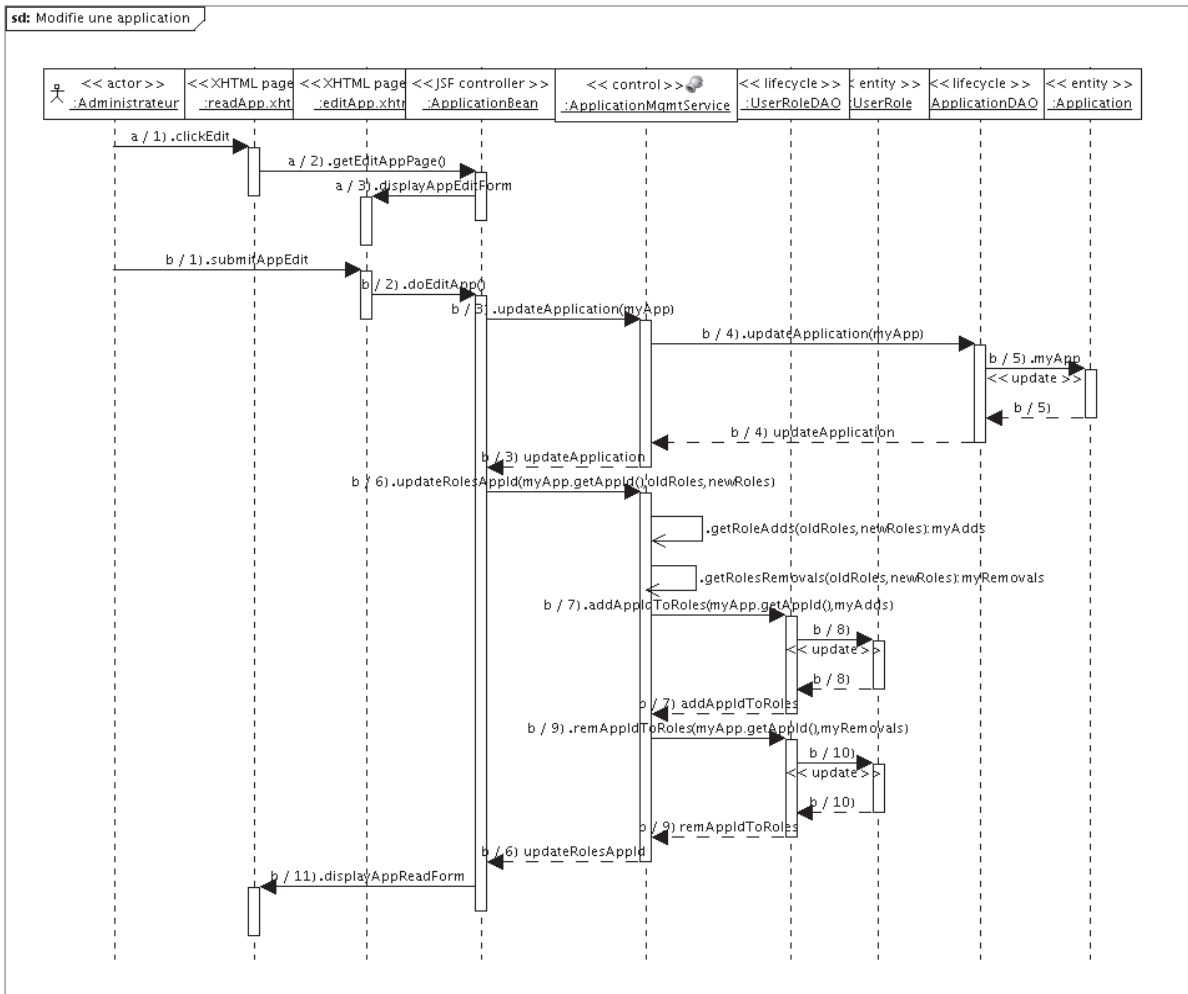 sd: Modifie une application
<< actor >>
:Administrateur
<<XHTML page
:readApp.xht
<<XHTML page
:editApp.xhtr
<<JSF controller >>
:ApplicationBean
<< control >>
:ApplicationMgmtService
<< lifecycle >>
:UserRoleDAO
< entity >>
:UserRole
<< lifecycle >>
ApplicationDAO
<< entity >>
:Application
a / 1).clickEdit
a / 2).getEditAppPage()
a / 3).displayAppEditForm
b / 1).submitAppEdit
b / 2).doEditApp()
b / 3).updateApplication(myApp)
b / 4).updateApplication(myApp)
b / 5).myApp
<< update >>
b / 5)
b / 4) updateApplication
b / 3) updateApplication
b / 6).updateRolesAppId(myApp.getAppId(),oldRoles,newRoles)
.getRoleAdds(oldRoles,newRoles):myAdds
.getRolesRemovals(oldRoles,newRoles):myRemovals
b / 7).addAppIdToRoles(myApp.getAppId(),myAdds)
b / 8)
<< update >>
b / 8)
b / 7) addAppIdToRoles
b / 9).remAppIdToRoles(myApp.getAppId(),myRemovals)
b / 10)
<< update >>
b / 10)
b / 9) remAppIdToRoles
b / 6) updateRolesAppId
b / 11).displayAppReadForm